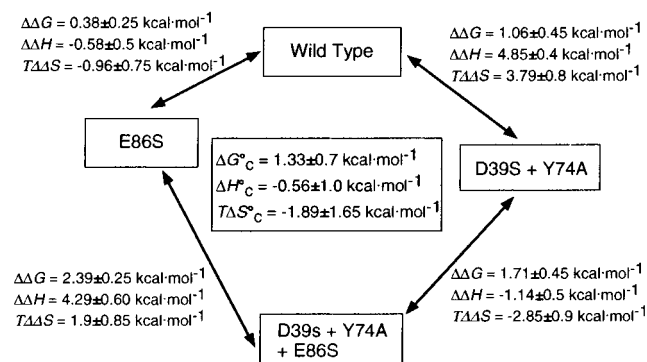 ΔΔG = 0.38±0.25 kcal·mol⁻¹
ΔΔH = -0.58±0.5 kcal·mol⁻¹
TΔΔS = -0.96±0.75 kcal·mol⁻¹
Wild Type
ΔΔG = 1.06±0.45 kcal·mol⁻¹
ΔΔH = 4.85±0.4 kcal·mol⁻¹
TΔΔS = 3.79±0.8 kcal·mol⁻¹
E86S
ΔG°C = 1.33±0.7 kcal·mol⁻¹
ΔH°C = -0.56±1.0 kcal·mol⁻¹
TΔS°C = -1.89±1.65 kcal·mol⁻¹
D39S + Y74A
ΔΔG = 2.39±0.25 kcal·mol⁻¹
ΔΔH = 4.29±0.60 kcal·mol⁻¹
TΔΔS = 1.9±0.85 kcal·mol⁻¹
D39s + Y74A
+ E86S
ΔΔG = 1.71±0.45 kcal·mol⁻¹
ΔΔH = -1.14±0.5 kcal·mol⁻¹
TΔΔS = -2.85±0.9 kcal·mol⁻¹